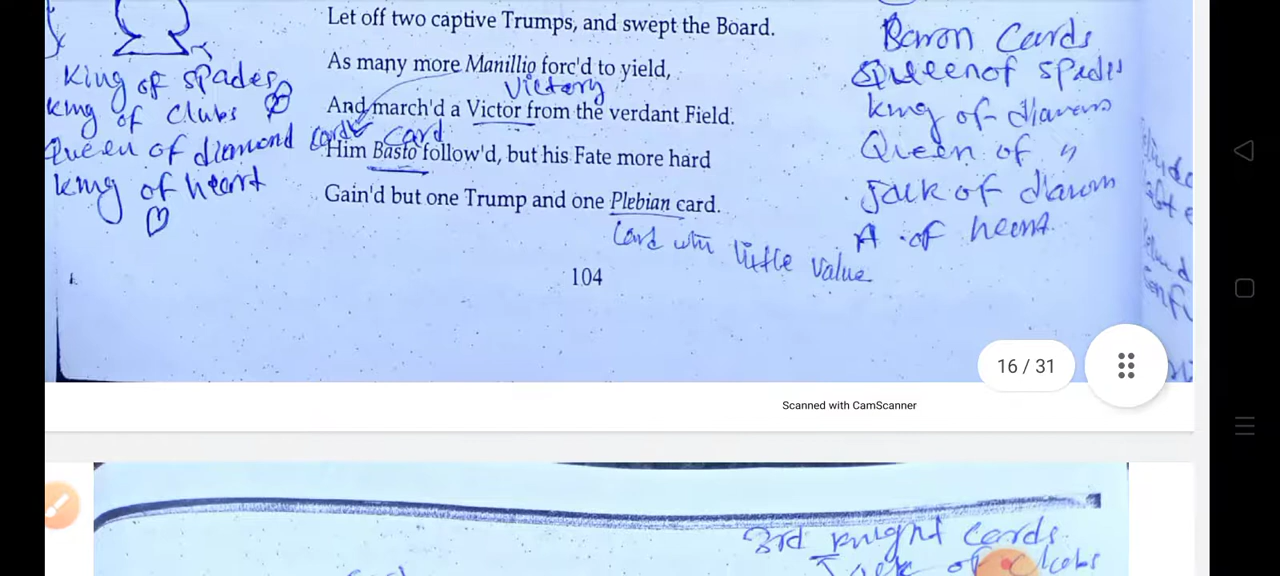 Let off two captive Trumps, and swept the Board.
As many more Manillio forc'd to yield,
victory
And march'd a Victor from the verdant Field.
card
Him Basto follow'd, but his Fate more hard
Gain'd but one Trump and one Plebian card.
Card
little value
104
King of spades
King of Clubs
Queen of diamond card
King of heart
Baron Cards
Queen of spades
King of
Queen of "
Jack of
A of heart.
16 / 31
Scanned with CamScanner
3rd Knight Cards.
Jack of Clubs